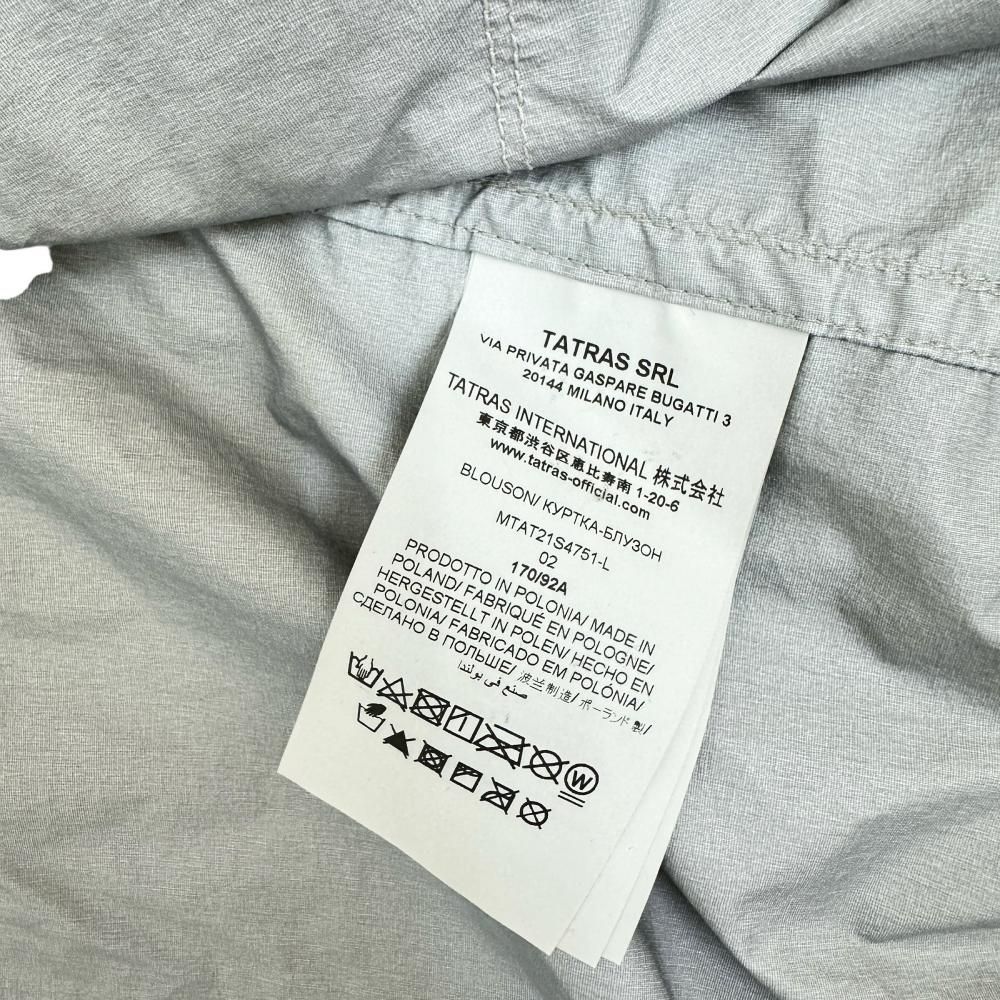 TATRAS SRL
VIA PRIVATA GASPARE BUGATTI 3
20144 MILANO ITALY
TATRAS INTERNATIONAL 株式会社
東京都渋谷区恵比寿南 1-20-6
www.tatras-official.com
BLOUSON/ КУРТКА-БЛУЗОН
MTAT21S4751-L
02
170/92A
PRODOTTO IN POLONIA/ MADE IN
POLAND/ FABRIQUÉ EN POLOGNE/
HERGESTELLT IN POLEN/ HECHO EN
POLONIA/ FABRICADO EM POLÓNIA/
СДЕЛАНО В ПОЛЬШЕ/ 波兰制造/ ポーランド製/
صنع في بولندا
W